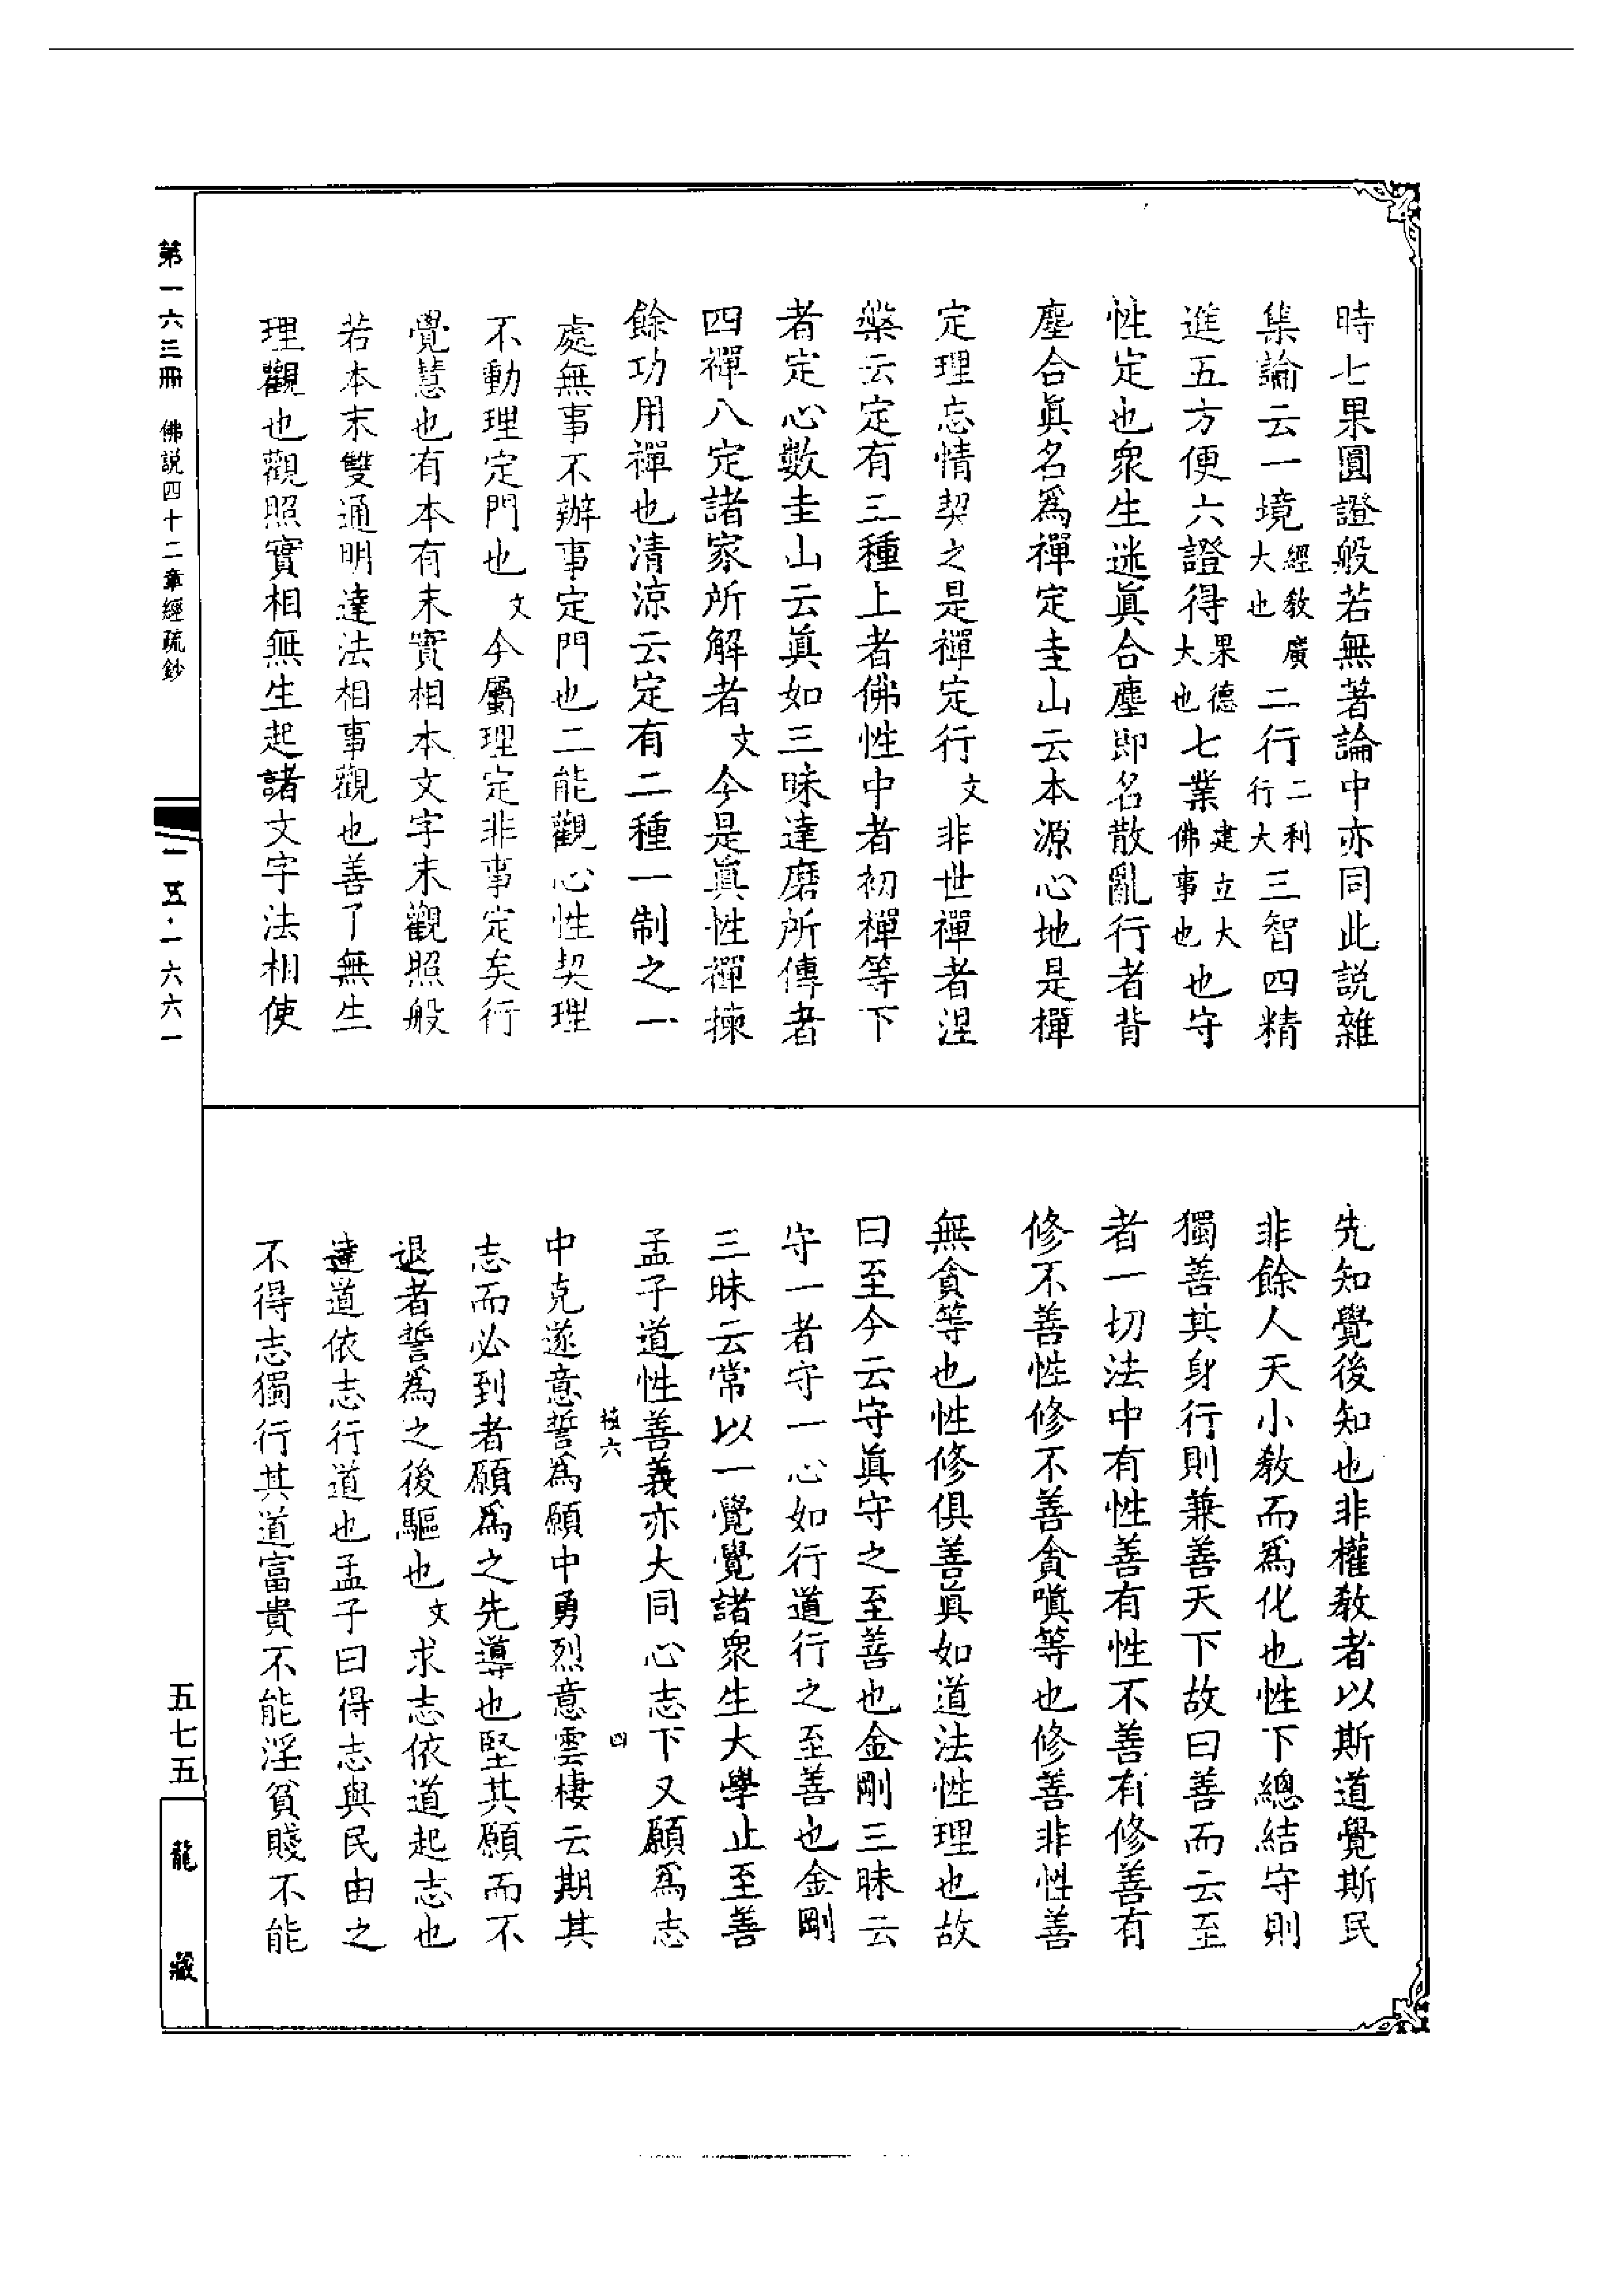 時七果圓證般若無著論中亦同此説雜
集論云一境經教廣大也二行二利行大三智四精
進五方便六證得果德大也七業建立大佛事也也守
性定也衆生迷眞合塵即名散亂行者背
塵合眞名爲禪定圭山云本源心地是禪
定理忘情契之是禪定行文非世禪者涅
槃云定有三種上者佛性中者初禪等下
者定心數圭山云眞如三昧達磨所傳者
四禪八定諸家所解者文今是眞性禪揀
餘功用禪也清涼云定有二種一制之一
處無事不辦事定門也二能觀心性契理
不動理定門也文今屬理定非事定矣行
覺慧也有本有末實相本文字末觀照般
若本末雙通明達法相事觀也善了無生
理觀也觀照實相無生起諸文字法相使
先知覺後知也非權教者以斯道覺斯民
非餘人天小教而爲化也性下總結守則
獨善其身行則兼善天下故曰善而云至
者一切法中有性善有性不善有修善有
修不善性修不善貪嗔等也修善非性善
無貪等也性修俱善眞如道法性理也故
曰至今云守眞守之至善也金剛三昧云
守一者守一心如行道行之至善也金剛
三昧云常以一覺覺諸衆生大學止至善
孟子道性善義亦大同心志下又願爲志
中克遂意誓爲願中勇烈意雲棲云期其
志而必到者願爲之先導也堅其願而不
退者誓爲之後驅也文求志依道起志也
達道依志行道也孟子曰得志與民由之
不得志獨行其道富貴不能淫貧賤不能
六
四
第一六三冊　佛説四十二章經疏鈔
一五·一六六一
五七五
龍藏